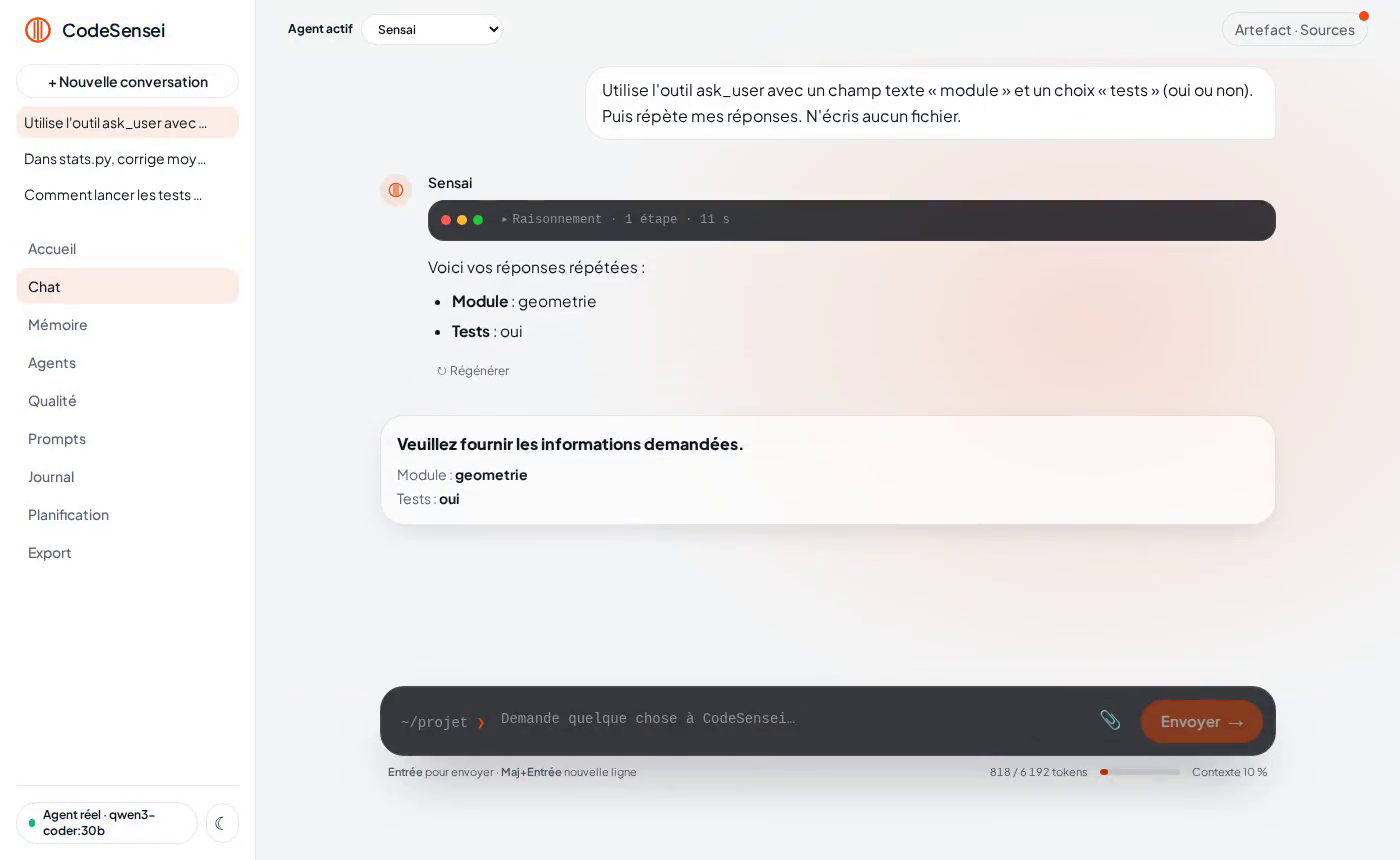 CodeSensei
+ Nouvelle conversation
Utilise l'outil ask_user avec ...
Dans stats.py, corrige moy...
Comment lancer les tests ...
Accueil
Chat
Mémoire
Agents
Qualité
Prompts
Journal
Planification
Export
Agent réel · qwen3-
coder:30b
Agent actif
Sensai
Artefact · Sources
Utilise l'outil ask_user avec un champ texte « module » et un choix « tests » (oui ou non).
Puis répète mes réponses. N'écris aucun fichier.
Sensai
▸ Raisonnement · 1 étape · 11 s
Voici vos réponses répétées :
• Module : geometrie
• Tests : oui
↻ Régénérer
Veuillez fournir les informations demandées.
Module : geometrie
Tests : oui
~/projet ❯ Demande quelque chose à CodeSensei…
Envoyer →
Entrée pour envoyer · Maj+Entrée nouvelle ligne
818 / 6 192 tokens
Contexte 10 %